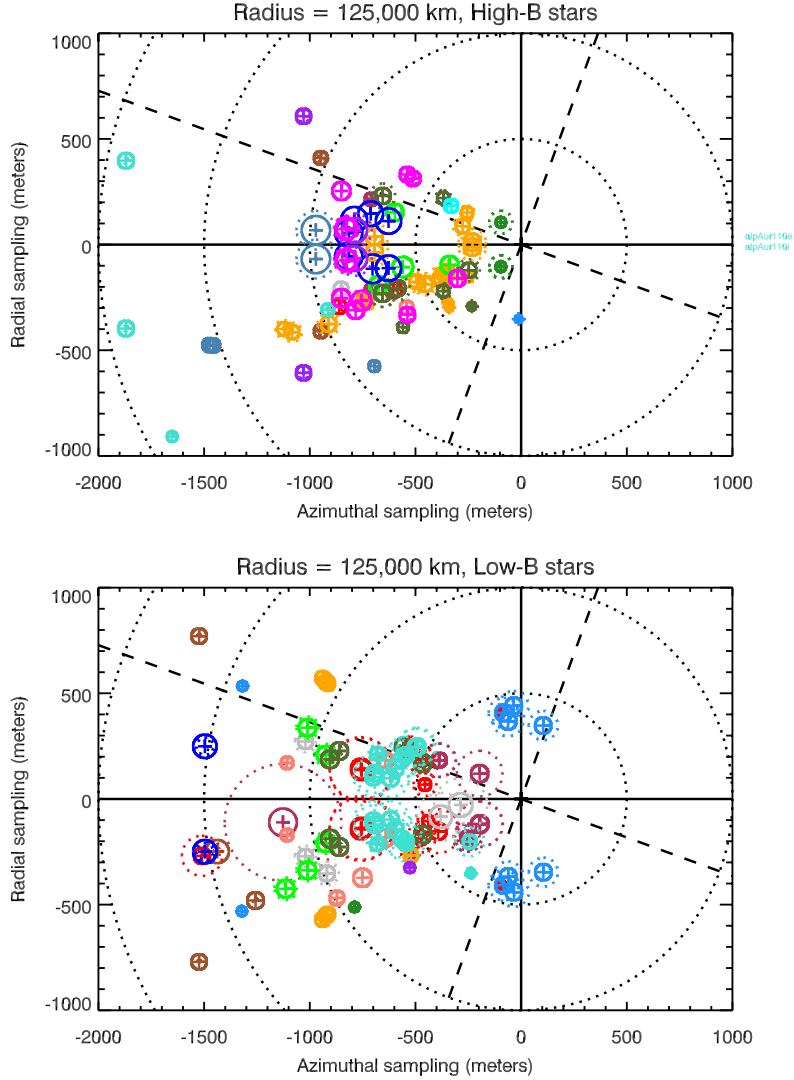 Radius = 125,000 km, High-B stars
1000
500
0
-500
-1000
Radial sampling (meters)
alpAur116e
alpAur116i
-2000 -1500 -1000 -500 0 500 1000
Azimuthal sampling (meters)
Radius = 125,000 km, Low-B stars
1000
500
0
-500
-1000
Radial sampling (meters)
-2000 -1500 -1000 -500 0 500 1000
Azimuthal sampling (meters)